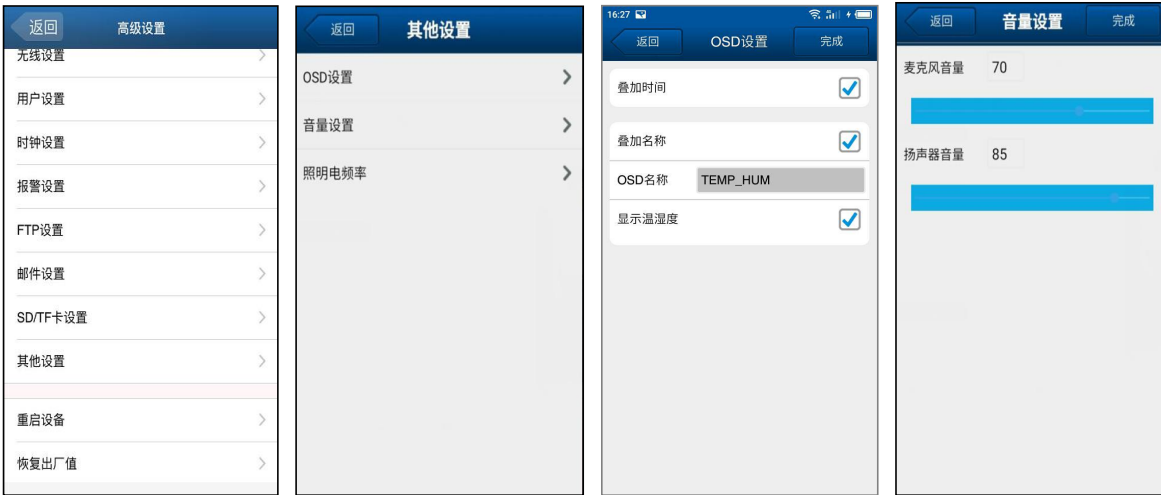 返回
高级设置
无线设置
用户设置
时钟设置
报警设置
FTP设置
邮件设置
SD/TF卡设置
其他设置
重启设备
恢复出厂值
返回
其他设置
OSD设置
音量设置
照明电频率
16:27
返回
OSD设置
完成
叠加时间
叠加名称
OSD名称 TEMP_HUM
显示温湿度
返回
音量设置
完成
麦克风音量 70
扬声器音量 85